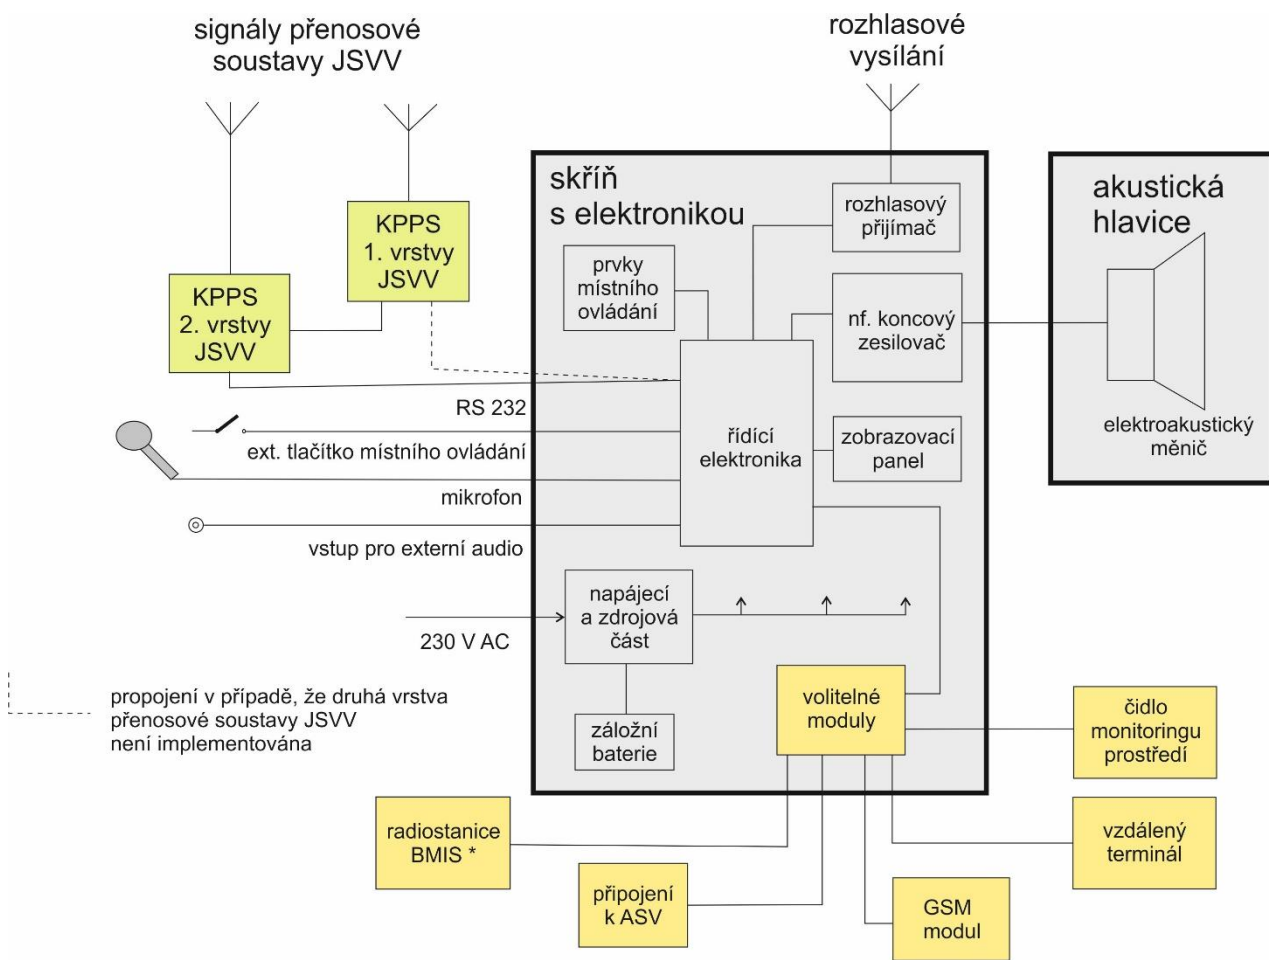 signály přenosové
soustavy JSVV
rozhlasové
vysílání
KPPS
1. vrstvy
JSVV
KPPS
2. vrstvy
JSVV
skříň
s elektronikou
rozhlasový
přijímač
akustická
hlavice
prvky
místního
ovládání
nf. koncový
zesilovač
RS 232
ext. tlačítko místního ovládání
mikrofon
vstup pro externí audio
řídící
elektronika
zobrazovací
panel
elektroakustický
měnič
230 V AC
napájecí
a zdrojová
část
záložní
baterie
volitelné
moduly
propojení v případě, že druhá vrstva
přenosové soustavy JSVV
není implementována
čidlo
monitoringu
prostředí
radiostanice
BMIS *
vzdálený
terminál
připojení
k ASV
GSM
modul